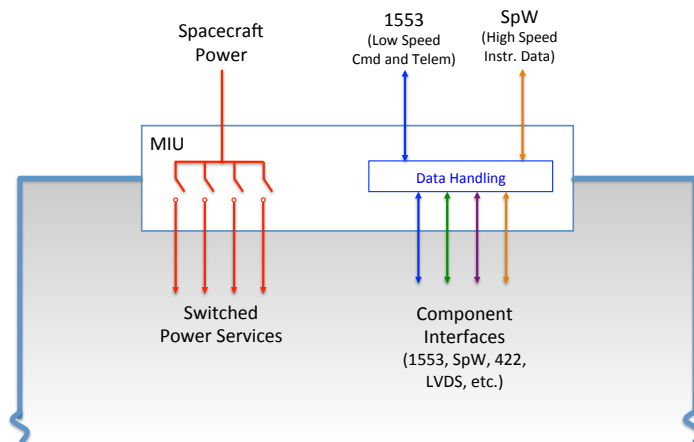 Spacecraft
Power
1553
(Low Speed
Cmd and Telem)
SpW
(High Speed
Instr. Data)
MIU
Data Handling
Switched
Power Services
Component
Interfaces
(1553, SpW, 422,
LVDS, etc.)